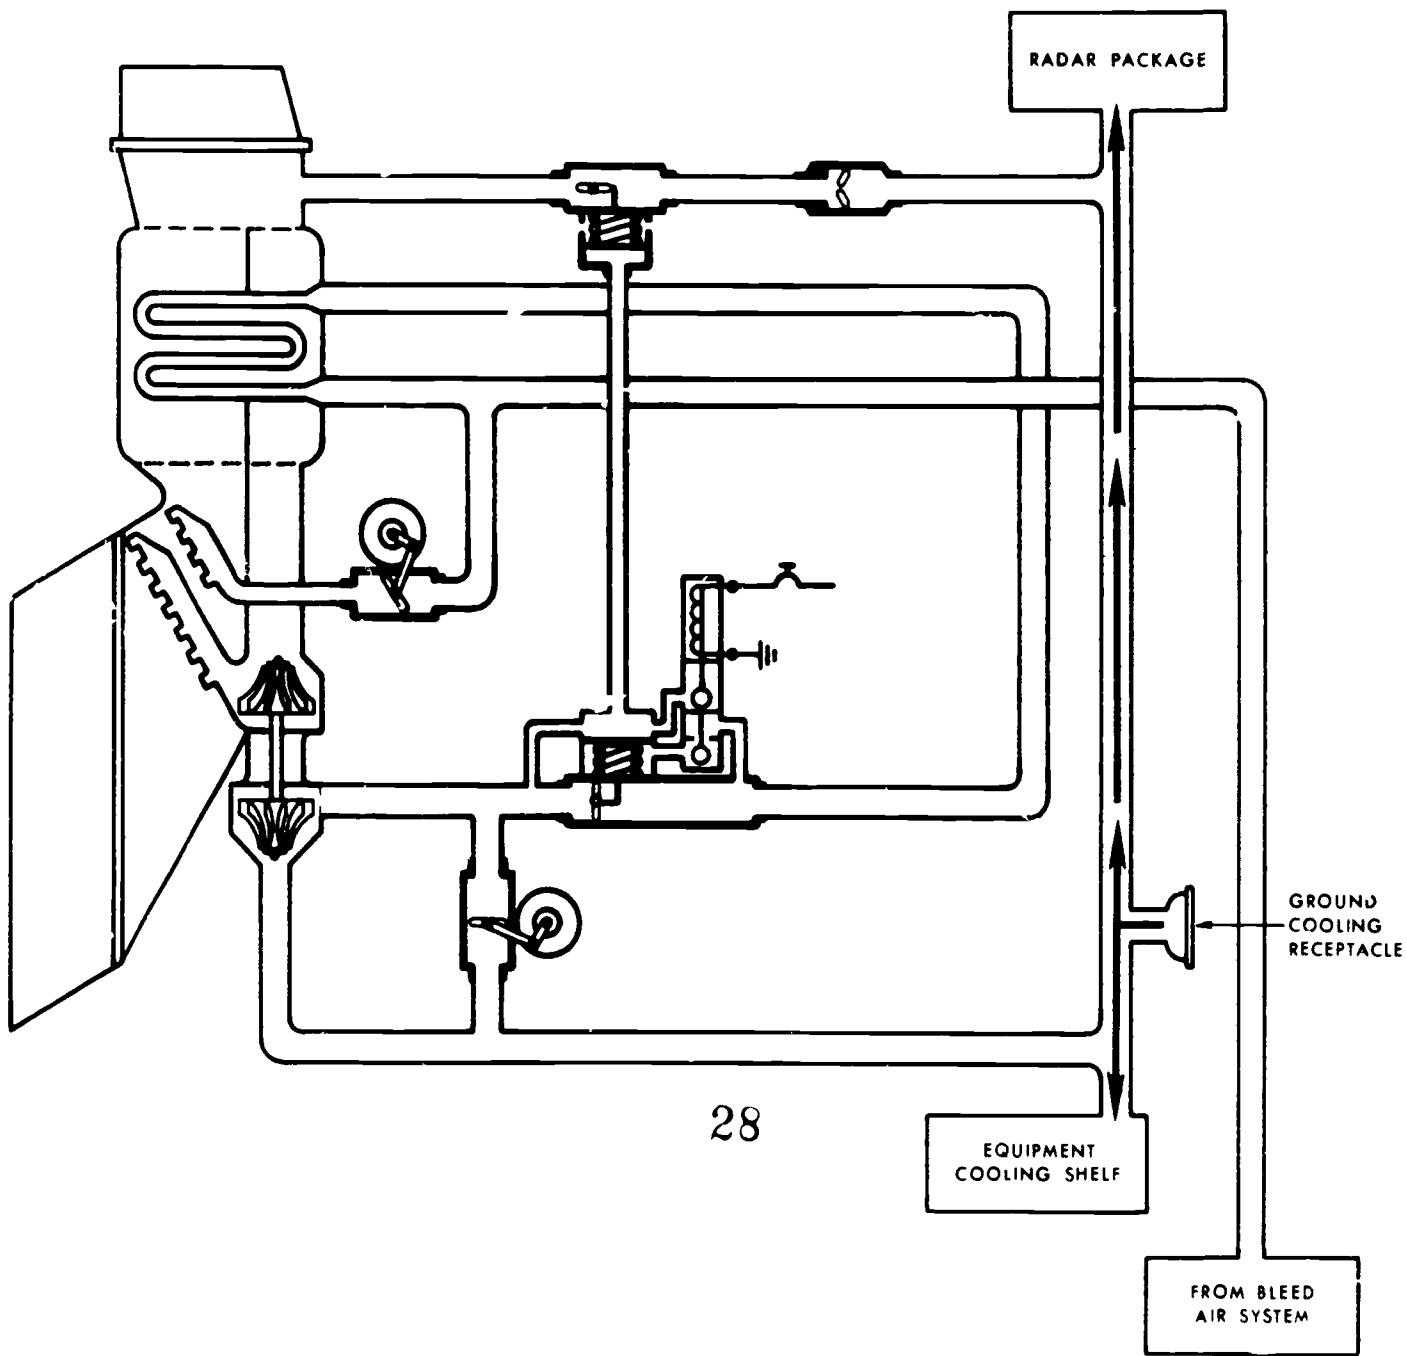 RADAR PACKAGE
GROUND
COOLING
RECEPTACLE
28
EQUIPMENT
COOLING SHELF
FROM BLEED
AIR SYSTEM